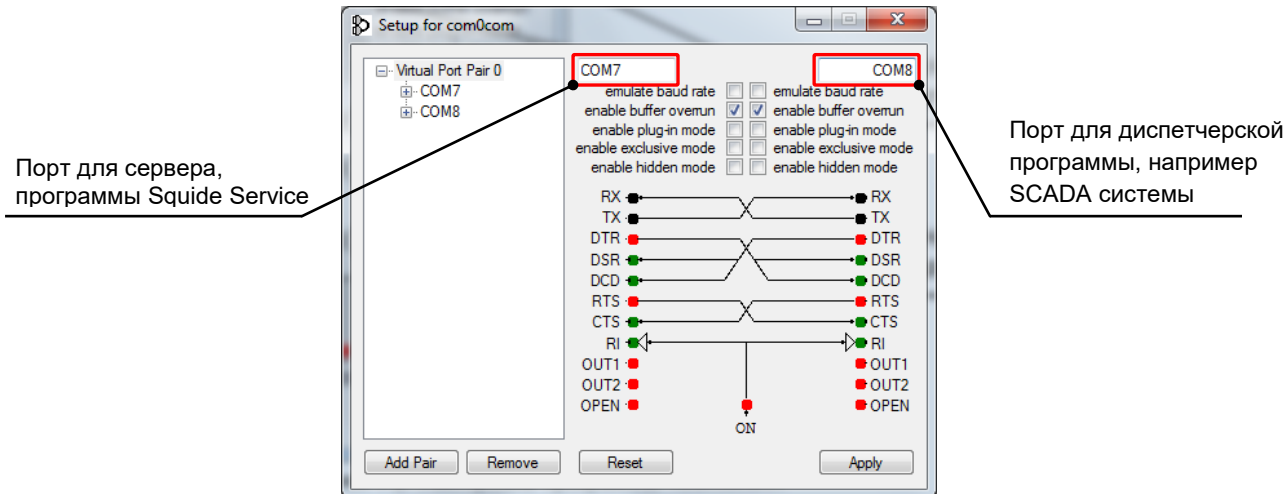 Setup for com0com
Virtual Port Pair 0
COM7
COM8
COM7 COM8
emulate baud rate emulate baud rate
enable buffer overrun enable buffer overrun
enable plug-in mode enable plug-in mode
enable exclusive mode enable exclusive mode
enable hidden mode enable hidden mode
RX RX
TX TX
DTR DTR
DSR DSR
DCD DCD
RTS RTS
CTS CTS
RI RI
OUT1 OUT1
OUT2 OUT2
OPEN OPEN
ON
Add Pair Remove Reset Apply
Порт для сервера,
программы Squide Service
Порт для диспетчерской
программы, например
SCADA системы